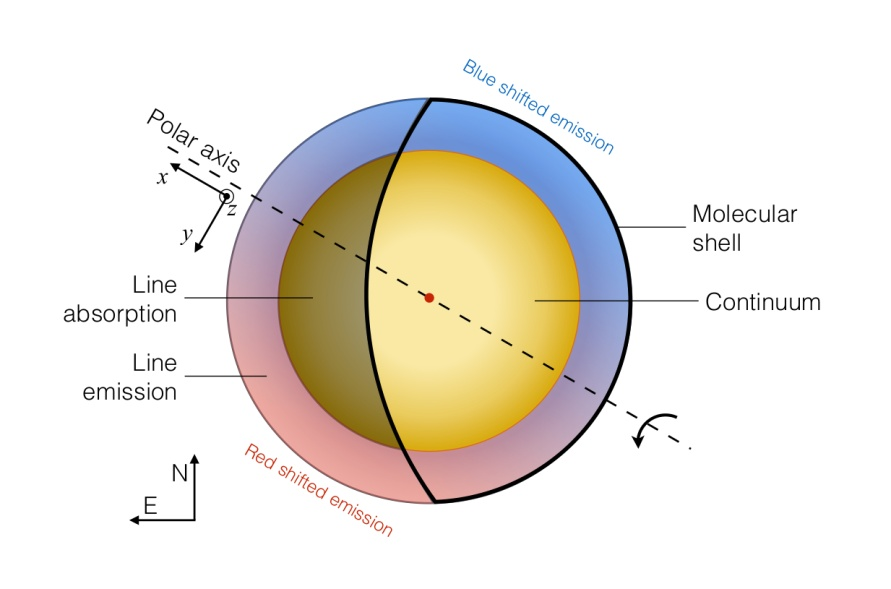 Blue shifted emission
Polar axis
x
z
y
Molecular
shell
Line
absorption
Continuum
Line
emission
Red shifted emission
N
E